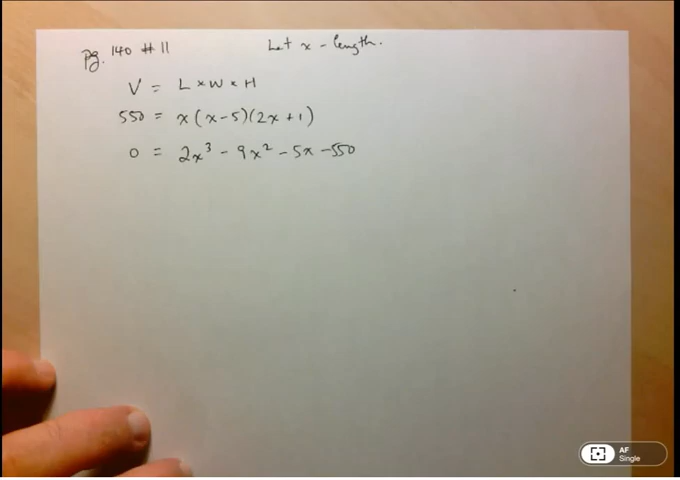 pg. 140 # 11
Let x - length.
V = L × W × H
550 = x(x-5)(2x+1)
0 = 2x³ - 9x² - 5x - 550
AF
Single